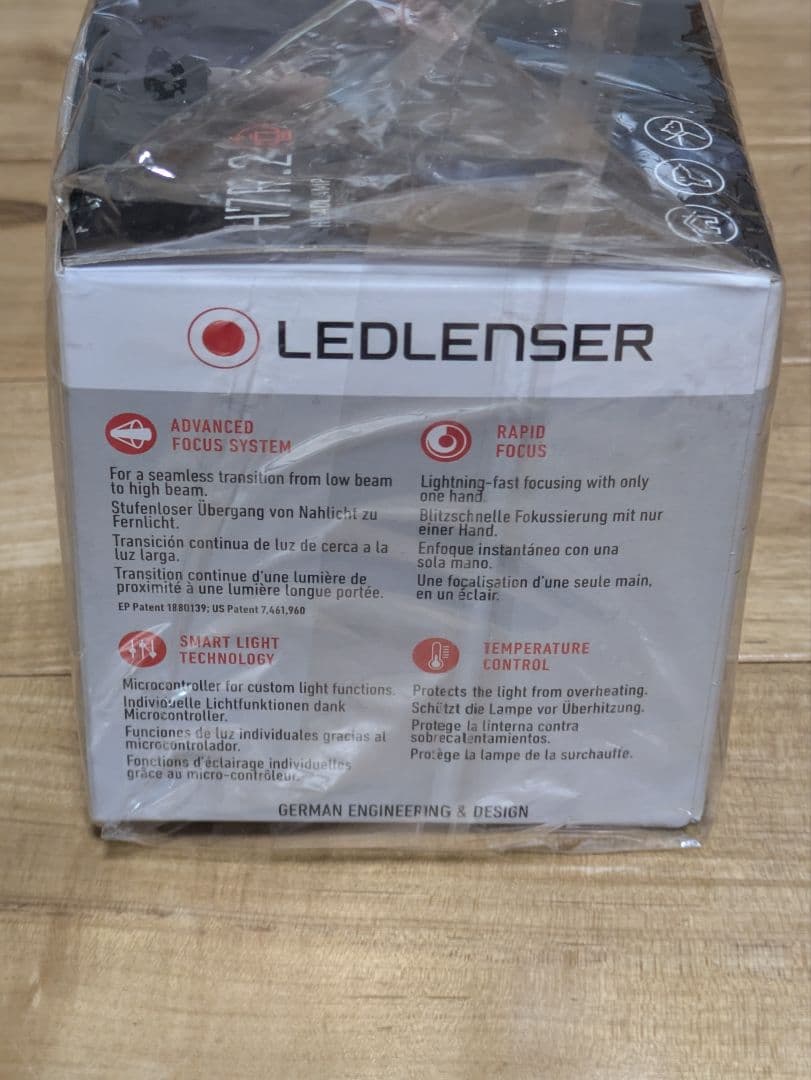 H7R.2
HEADLAMP
LEDLENSER
ADVANCED
FOCUS SYSTEM
For a seamless transition from low beam
to high beam.
Stufenloser Übergang von Nahlicht zu
Fernlicht.
Transición continua de luz de cerca a la
luz larga.
Transition continue d'une lumière de
proximité à une lumière longue portée.
EP Patent 1880139; US Patent 7,461,960
RAPID
FOCUS
Lightning-fast focusing with only
one hand.
Blitzschnelle Fokussierung mit nur
einer Hand.
Enfoque instantáneo con una
sola mano.
Une focalisation d'une seule main,
en un éclair.
SMART LIGHT
TECHNOLOGY
Microcontroller for custom light functions.
Individuelle Lichtfunktionen dank
Microcontroller.
Funciones de luz individuales gracias al
microcontrolador.
Fonctions d'éclairage individuelles
grâce au micro-contrôleur.
TEMPERATURE
CONTROL
Protects the light from overheating.
Schützt die Lampe vor Überhitzung.
Protege la linterna contra
sobrecalentamientos.
Protège la lampe de la surchauffe.
GERMAN ENGINEERING & DESIGN